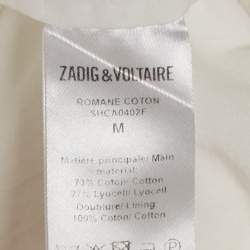 ZADIG & VOLTAIRE
ROMANE COTON
SHCA0402F
M
Matière principale/ Main
material:
73% Coton/ Cotton
27% Lyocell/ Lyocell
Doublure/ Lining:
100% Coton/ Cotton